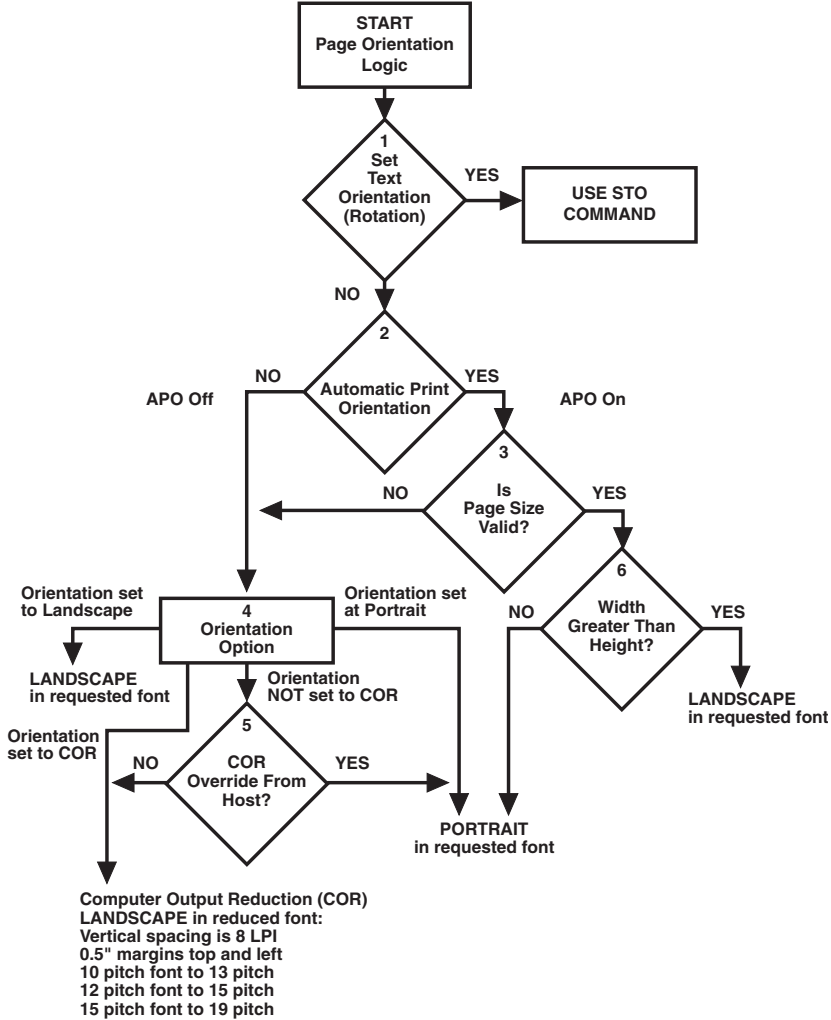 START
Page Orientation
Logic
1
Set
Text
Orientation
(Rotation)
YES
USE STO
COMMAND
NO
2
Automatic Print
Orientation
NO
YES
APO Off
APO On
3
Is
Page Size
Valid?
NO
YES
6
Width
Greater Than
Height?
NO
YES
LANDSCAPE
in requested font
Orientation set
to Landscape
4
Orientation
Option
Orientation set
at Portrait
LANDSCAPE
in requested font
Orientation
NOT set to COR
Orientation
set to COR
5
COR
Override From
Host?
NO
YES
PORTRAIT
in requested font
Computer Output Reduction (COR)
LANDSCAPE in reduced font:
Vertical spacing is 8 LPI
0.5" margins top and left
10 pitch font to 13 pitch
12 pitch font to 15 pitch
15 pitch font to 19 pitch